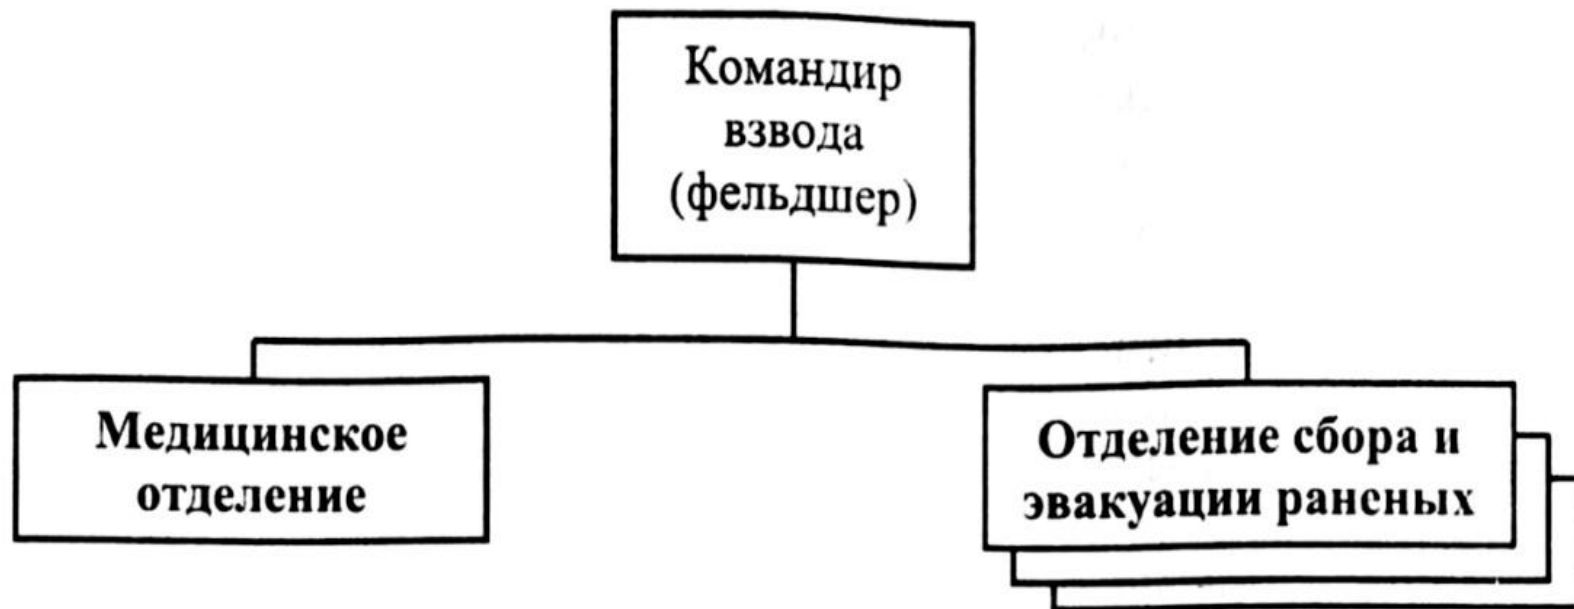 Командир
взвода
(фельдшер)
Медицинское
отделение
Отделение сбора и
эвакуации раненых